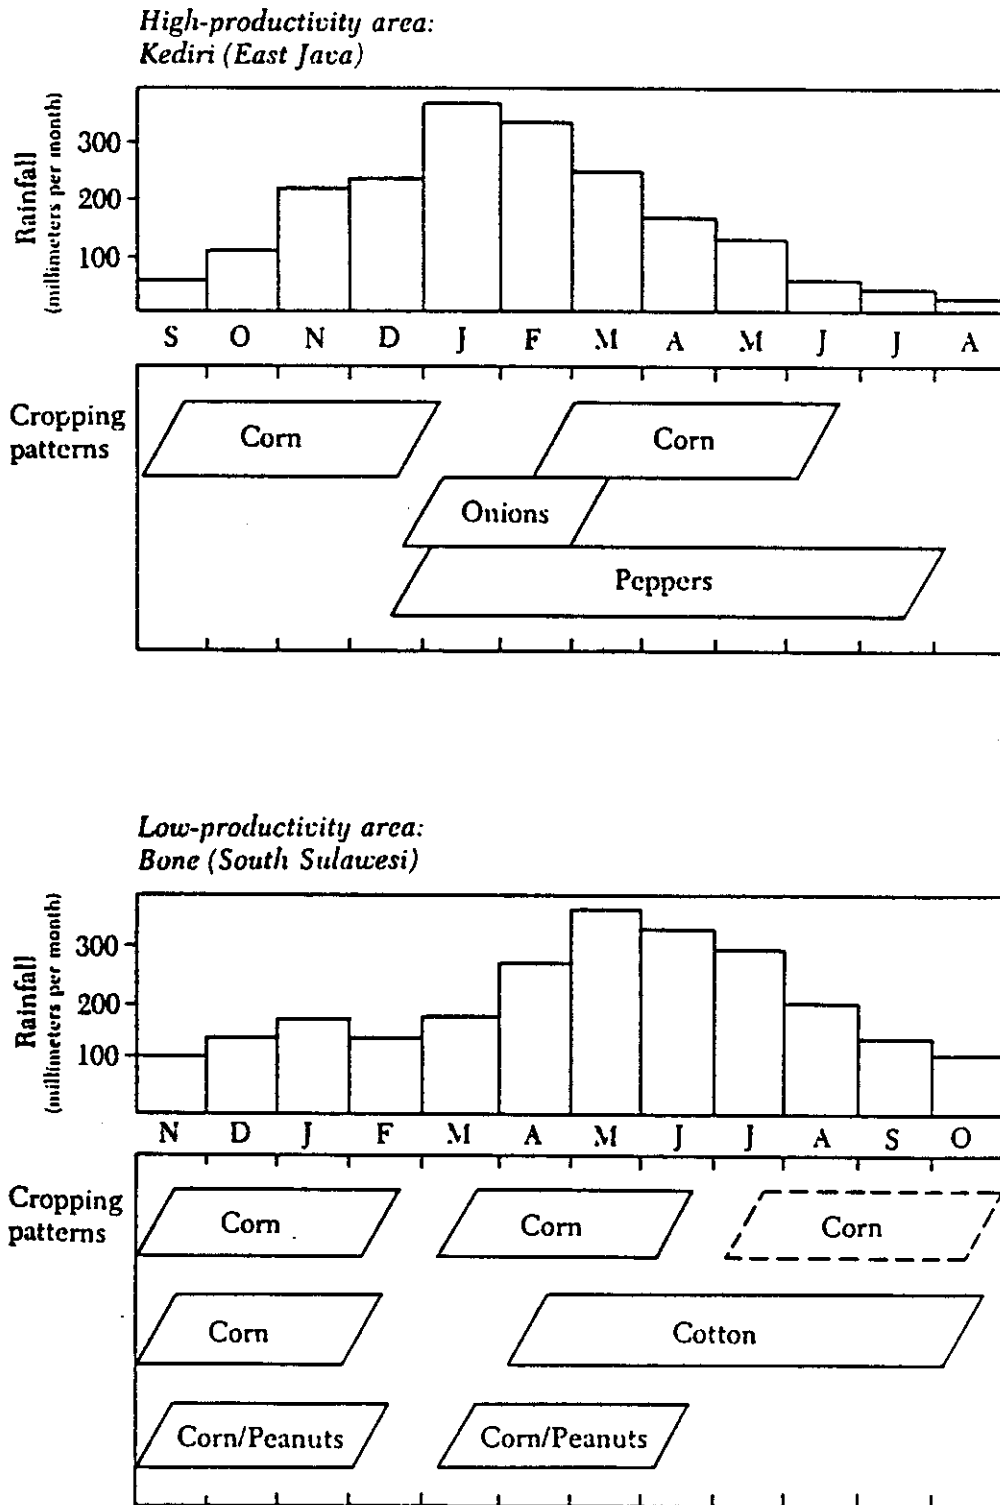 High-productivity area:
Kediri (East Java)
Rainfall
(millimeters per month)
300
200
100
S O N D J F M A M J J A
Cropping
patterns
Corn
Corn
Onions
Peppers
Low-productivity area:
Bone (South Sulawesi)
Rainfall
(millimeters per month)
300
200
100
N D J F M A M J J A S O
Cropping
patterns
Corn
Corn
Corn
Corn
Cotton
Corn/Peanuts
Corn/Peanuts